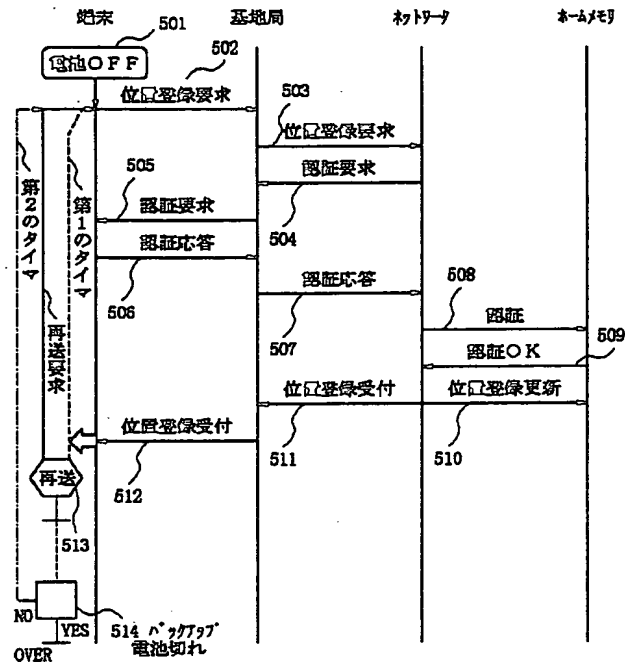 端末 基地局 ネットワーク ホームメモリ
501
電池OFF
502
位置登録要求
503
位置登録要求
505
認証要求
認証要求
504
認証応答
506
認証応答
507
508
認証
509
認証OK
位置登録受付 位置登録更新
位置登録受付
511
510
512
第2のタイマ
第1のタイマ
再送要求
再送
513
NO
YES
514 バックアップ
電池切れ
OVER